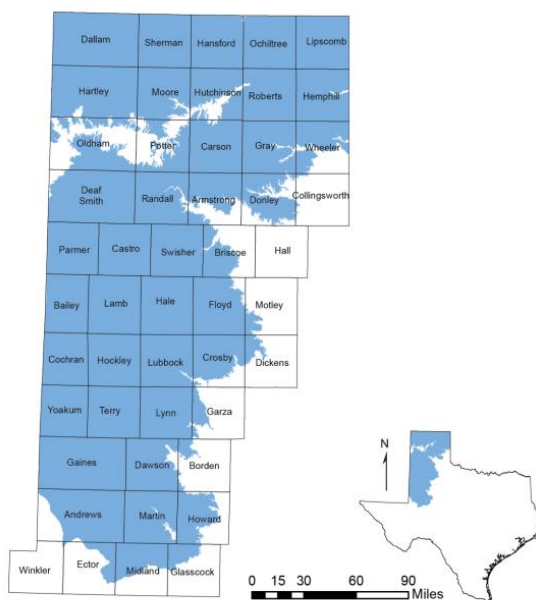 Dallam Sherman Hansford Ochiltree Lipscomb
Hartley Moore Hutchinson Roberts Hemphill
Oldham Potter Carson Gray Wheeler
Deaf Smith Randall Armstrong Donley Collingsworth
Parmer Castro Swisher Briscoe Hall
Bailey Lamb Hale Floyd Motley
Cochran Hockley Lubbock Crosby Dickens
Yoakum Terry Lynn Garza
Gaines Dawson Borden
Andrews Martin Howard
Winkler Ector Midland Glasscock
N
0 15 30 60 90
Miles